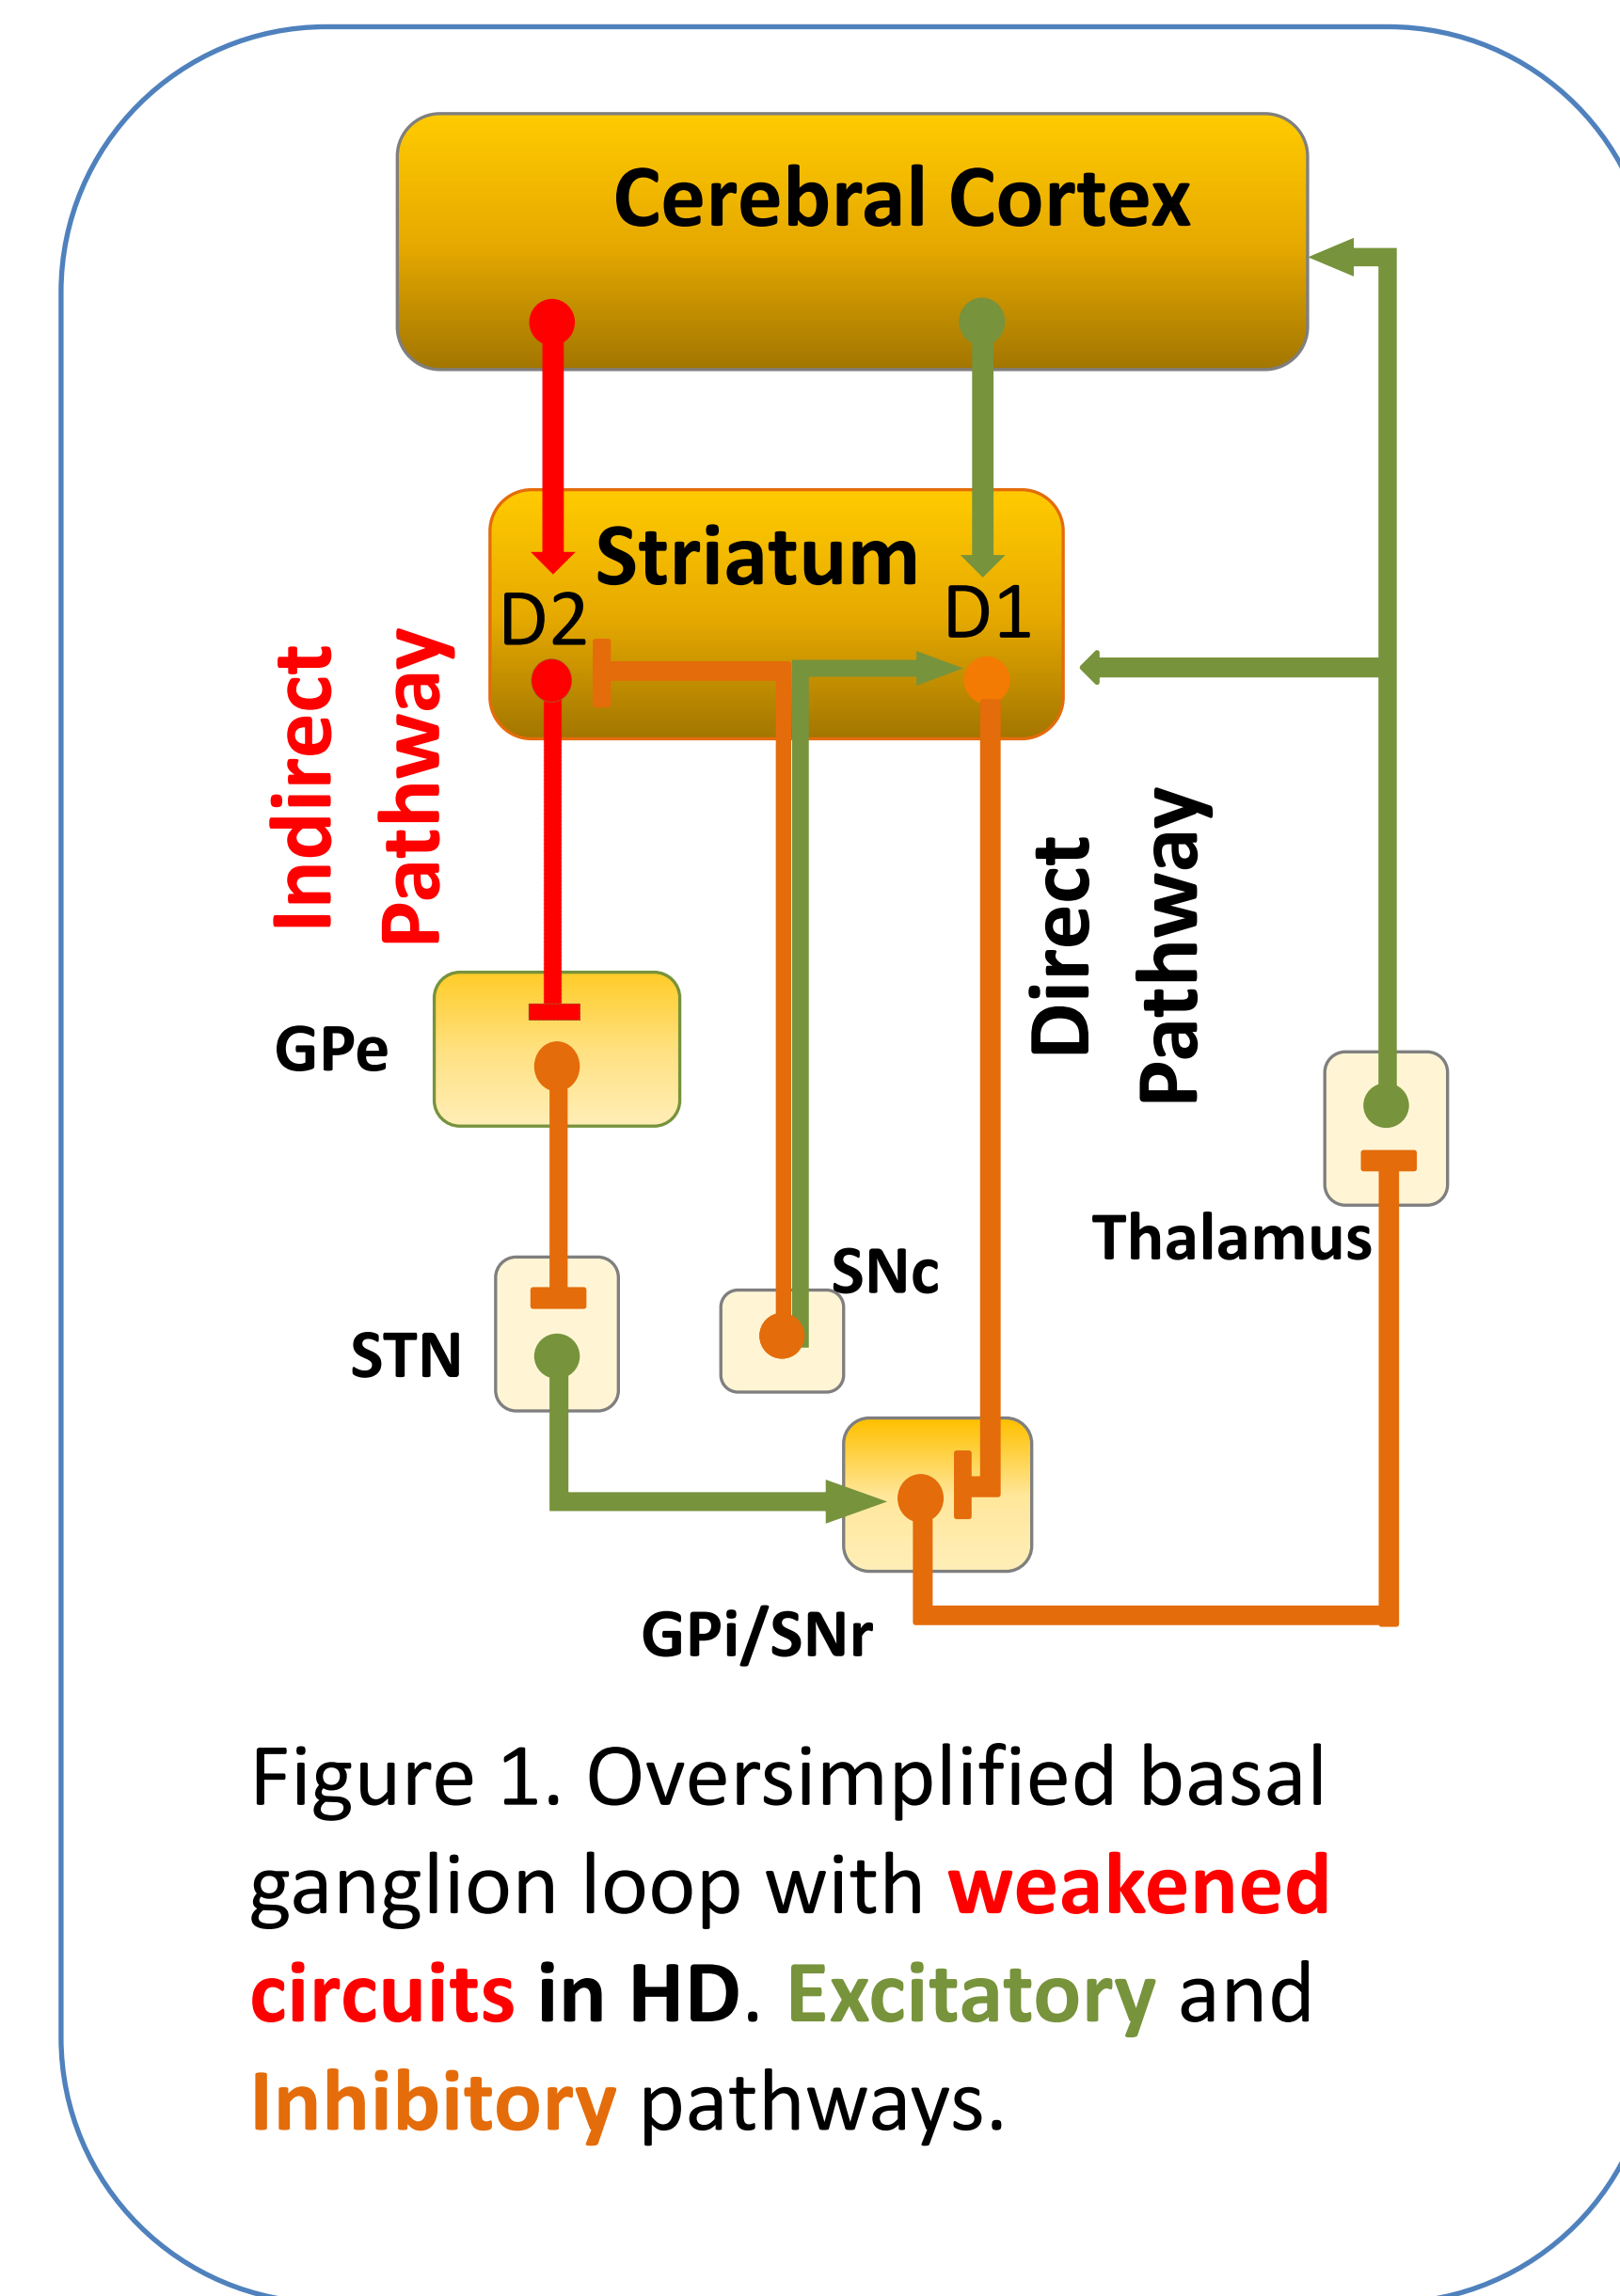 Cerebral Cortex
Striatum
D2
D1
Indirect
Pathway
Direct
Pathway
GPe
Thalamus
SNc
STN
GPi/SNr
Figure 1. Oversimplified basal
ganglion loop with weakened
circuits in HD. Excitatory and
Inhibitory pathways.